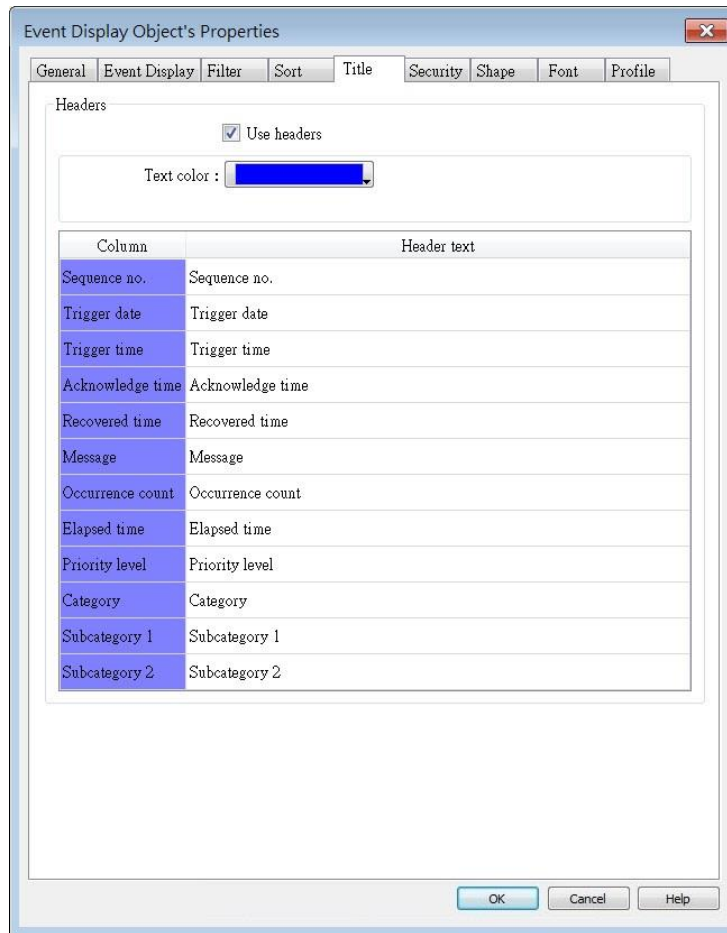 Event Display Object's Properties
General Event Display Filter Sort Title Security Shape Font Profile
Headers
Use headers
Text color :
Column Header text
Sequence no. Sequence no.
Trigger date Trigger date
Trigger time Trigger time
Acknowledge time Acknowledge time
Recovered time Recovered time
Message Message
Occurrence count Occurrence count
Elapsed time Elapsed time
Priority level Priority level
Category Category
Subcategory 1 Subcategory 1
Subcategory 2 Subcategory 2
OK Cancel Help